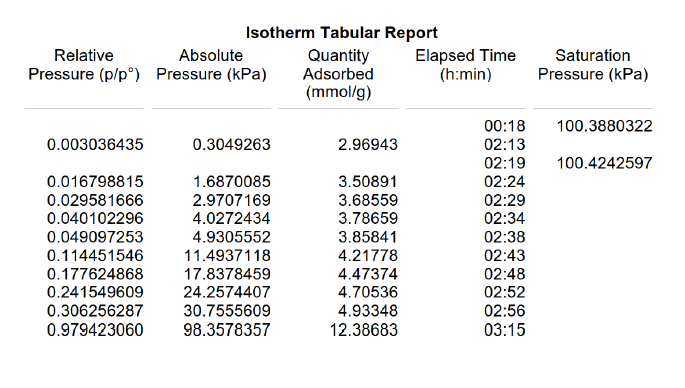 Isotherm Tabular Report
Relative Absolute Quantity Elapsed Time Saturation
Pressure (p/p°) Pressure (kPa) Adsorbed (h:min) Pressure (kPa)
(mmol/g)
00:18 100.3880322
0.003036435 0.3049263 2.96943 02:13
02:19 100.4242597
0.016798815 1.6870085 3.50891 02:24
0.029581666 2.9707169 3.68559 02:29
0.040102296 4.0272434 3.78659 02:34
0.049097253 4.9305552 3.85841 02:38
0.114451546 11.4937118 4.21778 02:43
0.177624868 17.8378459 4.47374 02:48
0.241549609 24.2574407 4.70536 02:52
0.306256287 30.7555609 4.93348 02:56
0.979423060 98.3578357 12.38683 03:15